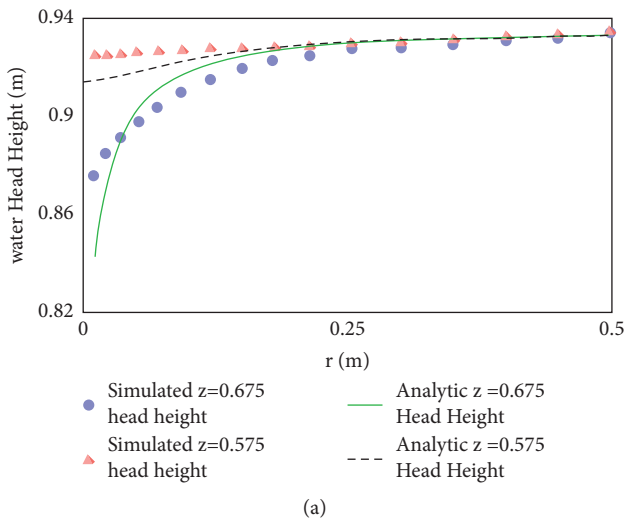 0.94
0.9
0.86
0.82
water Head Height (m)
0
0.25
0.5
r (m)
Simulated z=0.675
head height
Analytic z =0.675
Head Height
Simulated z=0.575
head height
Analytic z =0.575
Head Height
(a)